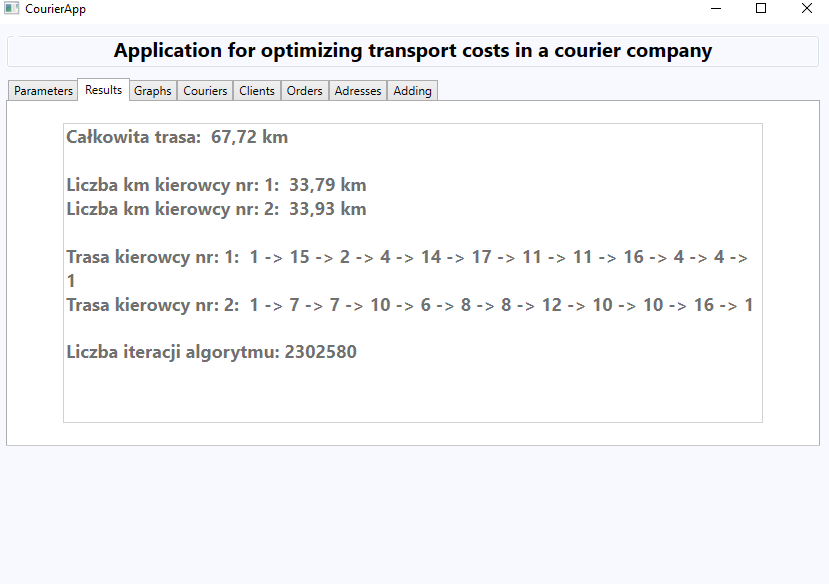 CourierApp
Application for optimizing transport costs in a courier company
Parameters Results Graphs Couriers Clients Orders Adresses Adding
Całkowita trasa: 67,72 km
Liczba km kierowcy nr: 1: 33,79 km
Liczba km kierowcy nr: 2: 33,93 km
Trasa kierowcy nr: 1: 1 -> 15 -> 2 -> 4 -> 14 -> 17 -> 11 -> 11 -> 16 -> 4 -> 4 ->
1
Trasa kierowcy nr: 2: 1 -> 7 -> 7 -> 10 -> 6 -> 8 -> 8 -> 12 -> 10 -> 10 -> 16 -> 1
Liczba iteracji algorytmu: 2302580